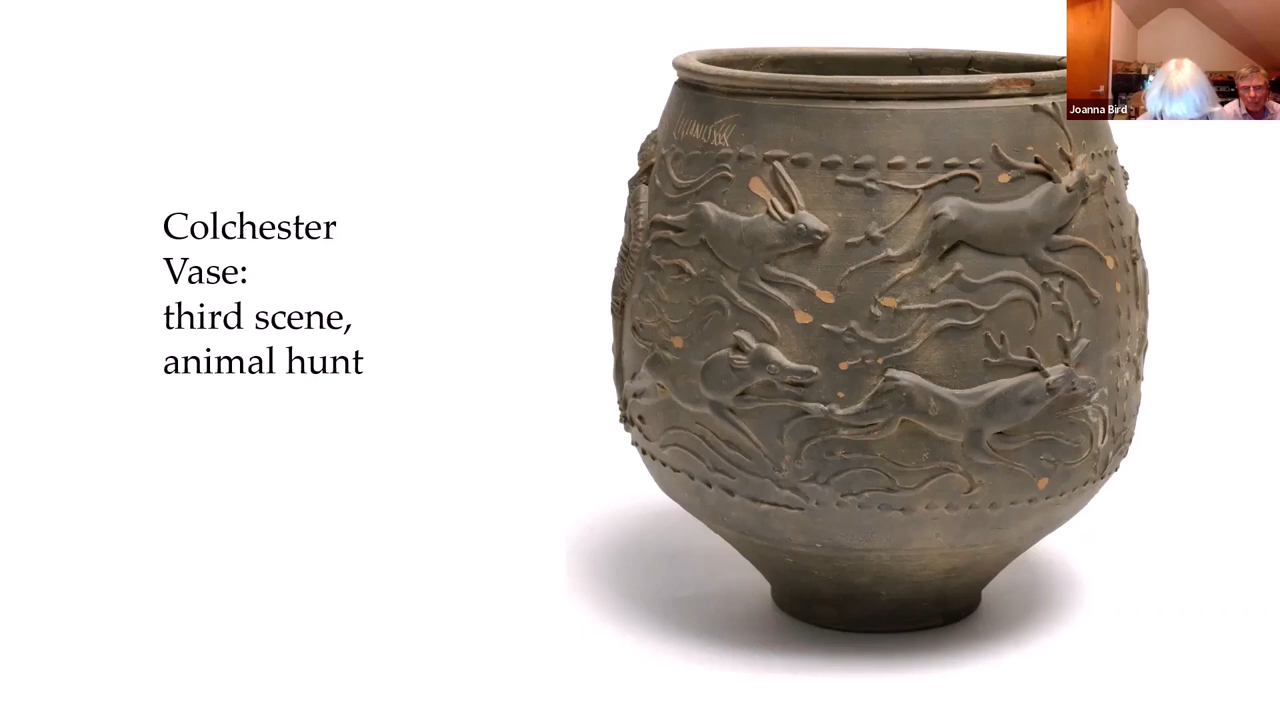 Colchester
Vase:
third scene,
animal hunt
Joanna Bird